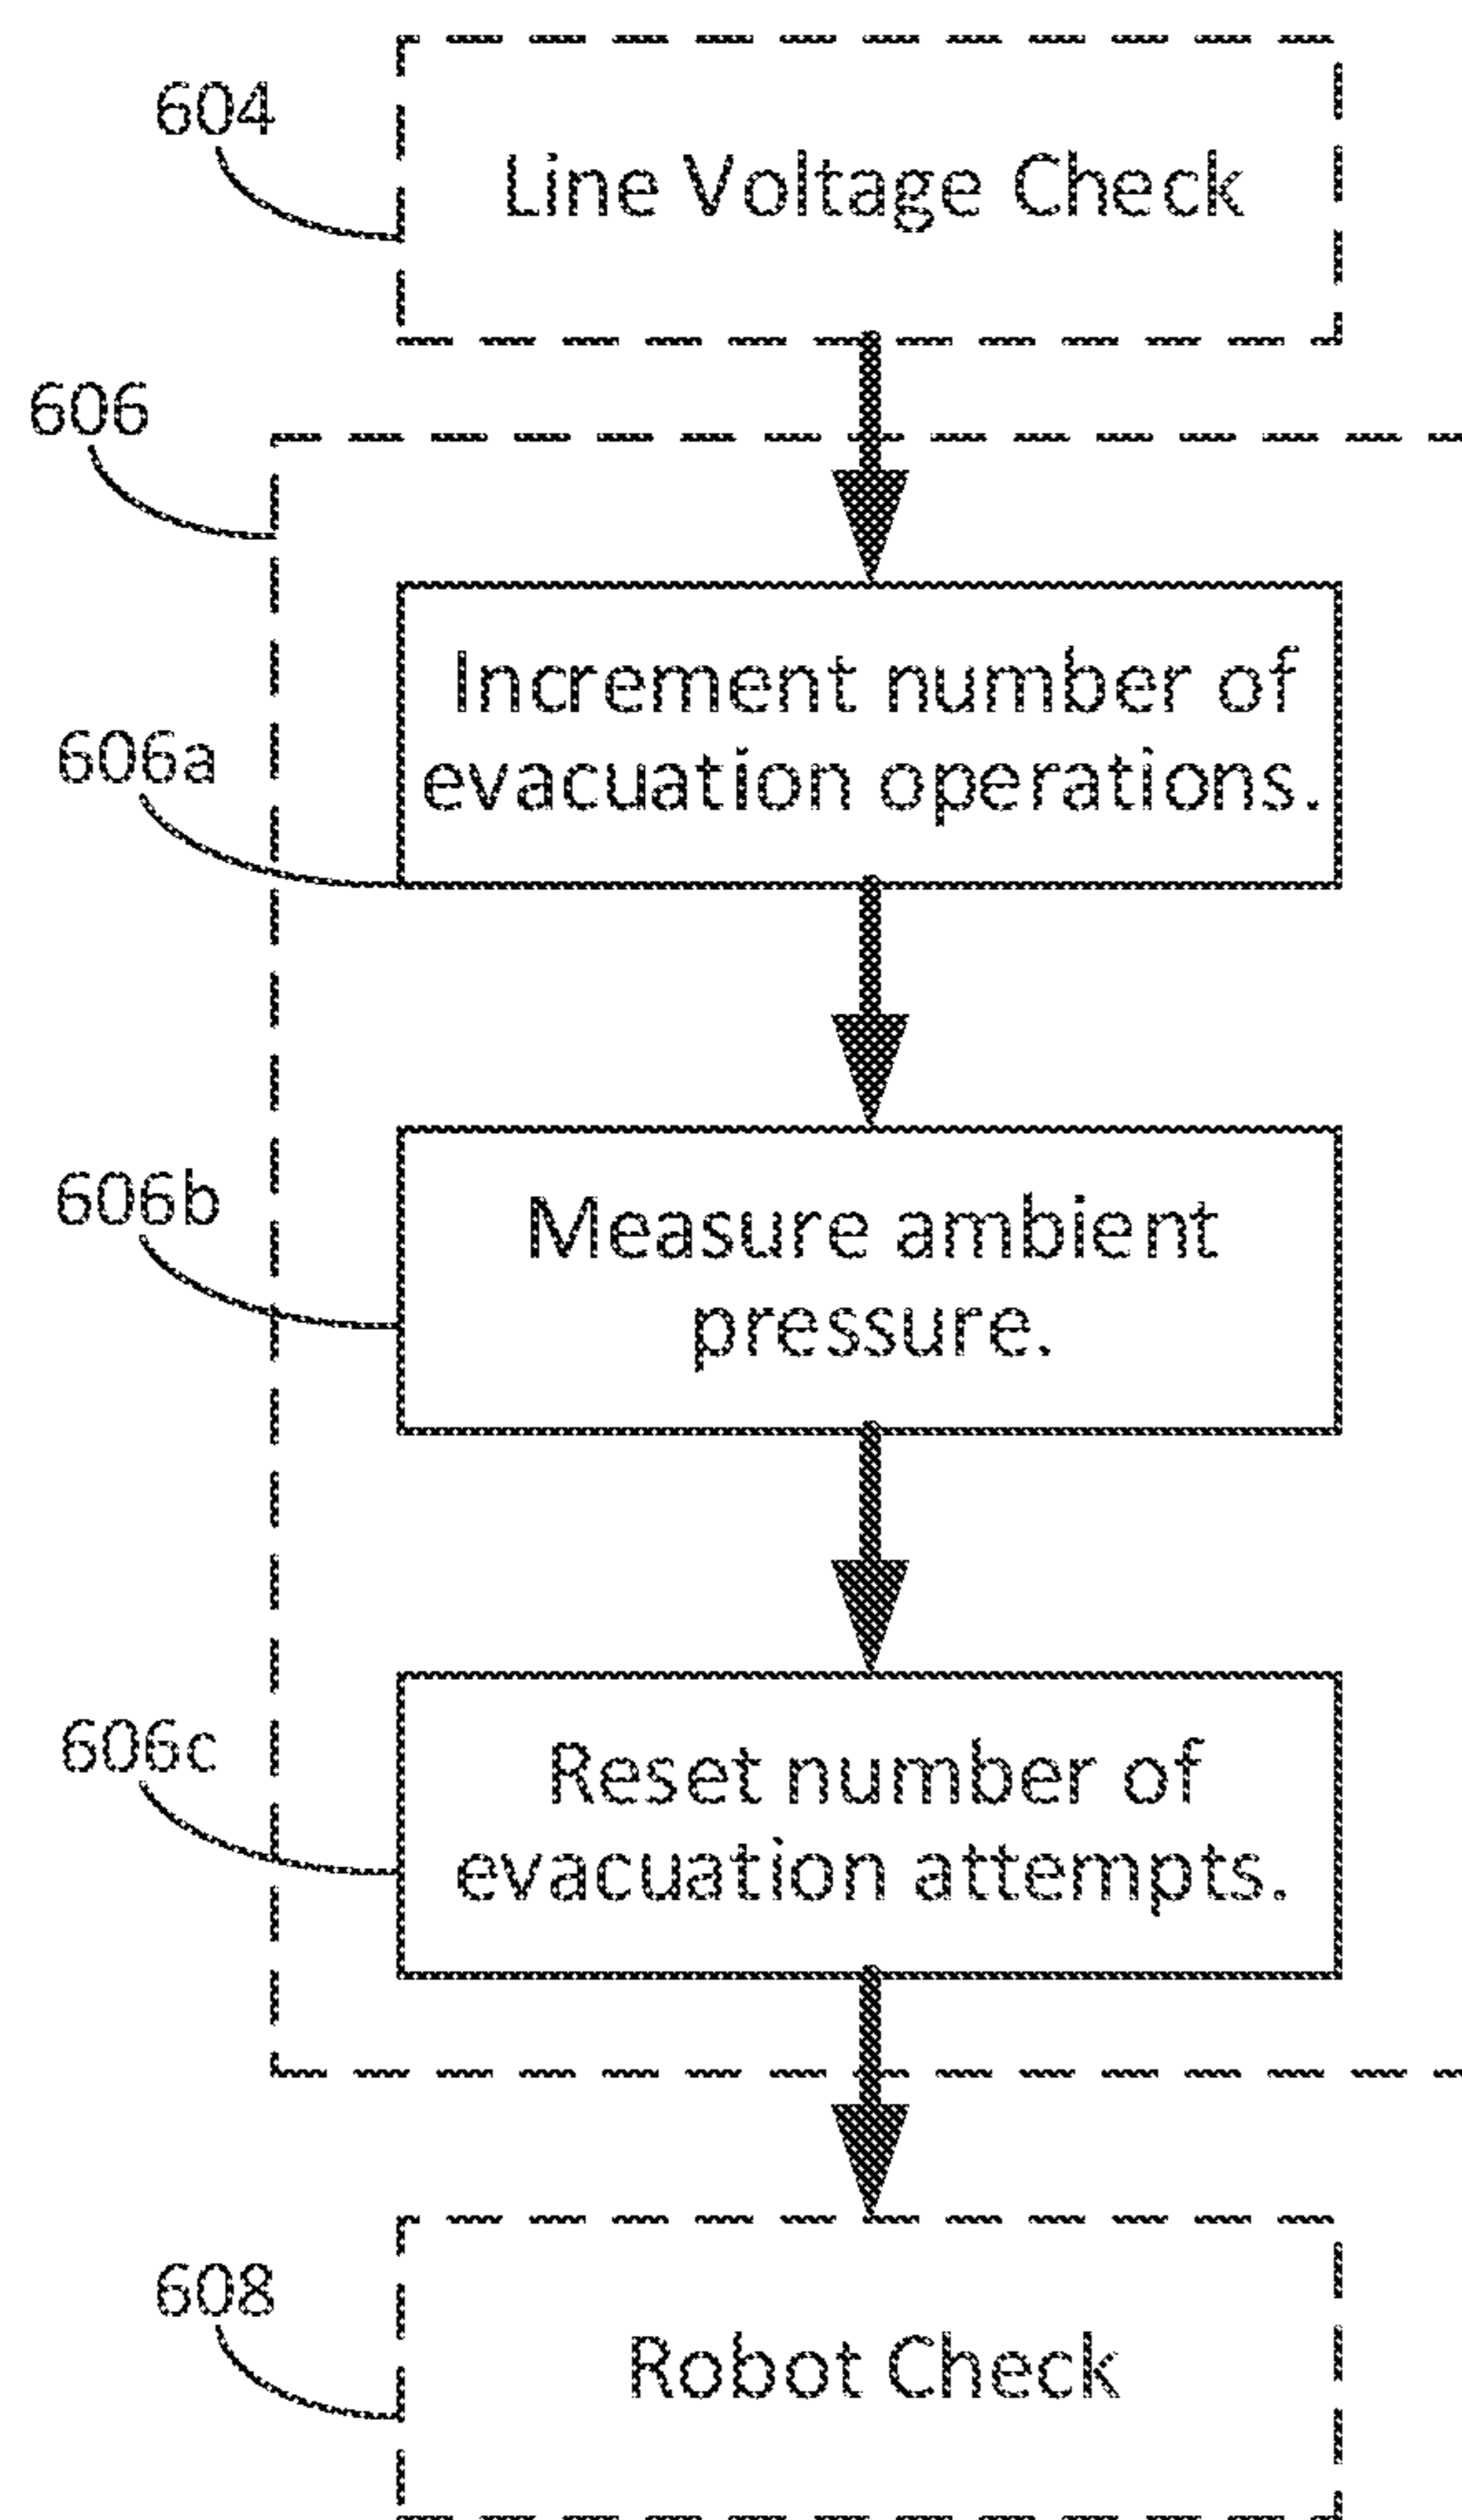 604
Line Voltage Check
606
Increment number of
evacuation operations.
606a
606b
Measure ambient
pressure.
606c
Reset number of
evacuation attempts.
608
Robot Check